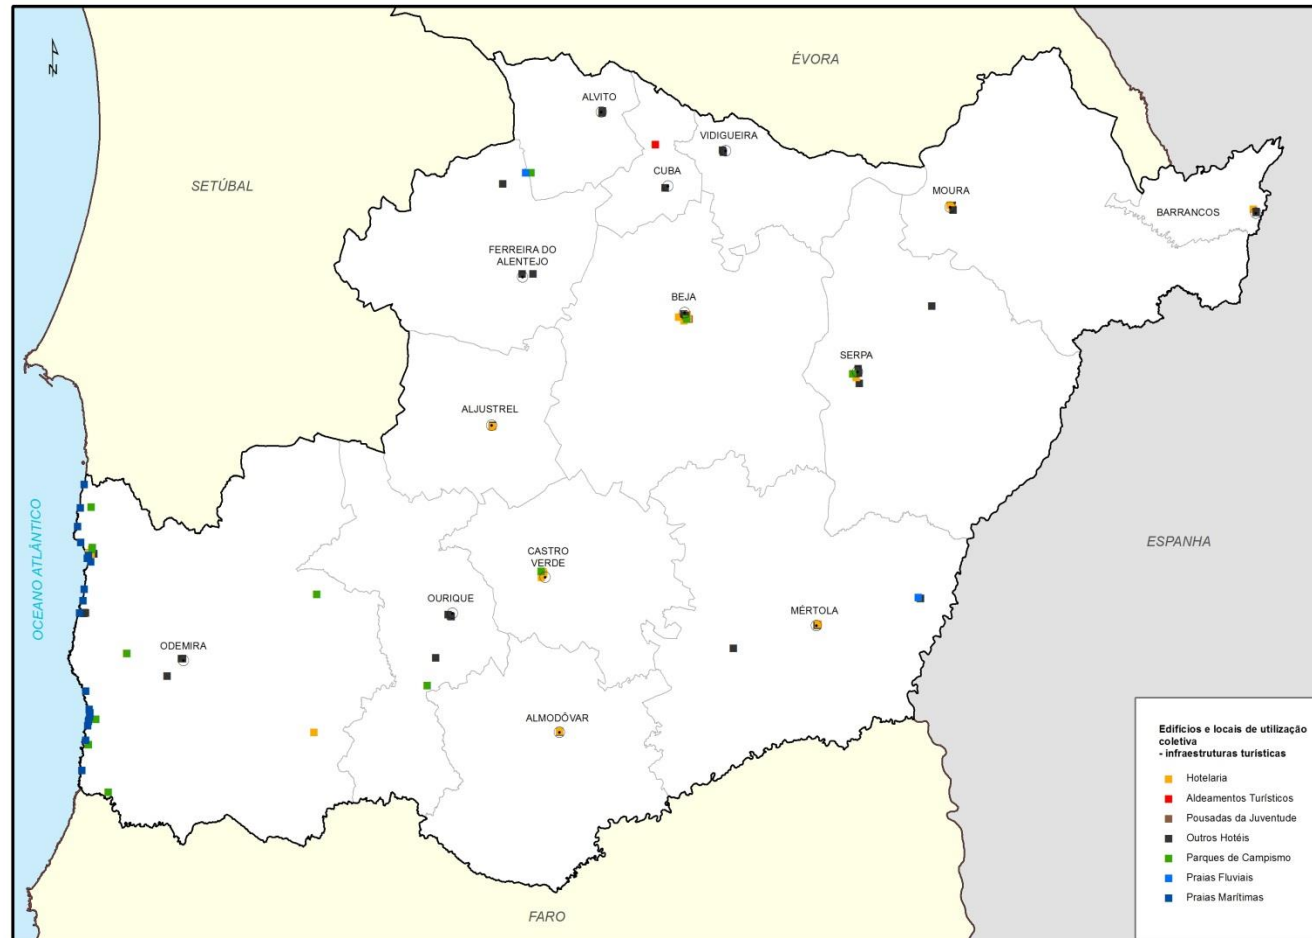 N
ÉVORA
ALVITO
VIDIGUEIRA
CUBA
SETÚBAL
MOURA
BARRANCOS
FERREIRA DO
ALENTEJO
BEJA
SERPA
ALJUSTREL
OCEANO ATLÂNTICO
ESPANHA
CASTRO
VERDE
OURIQUE
MÉRTOLA
ODEMIRA
ALMODÔVAR
FARO
Edifícios e locais de utilização
coletiva
- infraestruturas turísticas
Hotelaria
Aldeamentos Turísticos
Pousadas da Juventude
Outros Hotéis
Parques de Campismo
Praias Fluviais
Praias Marítimas